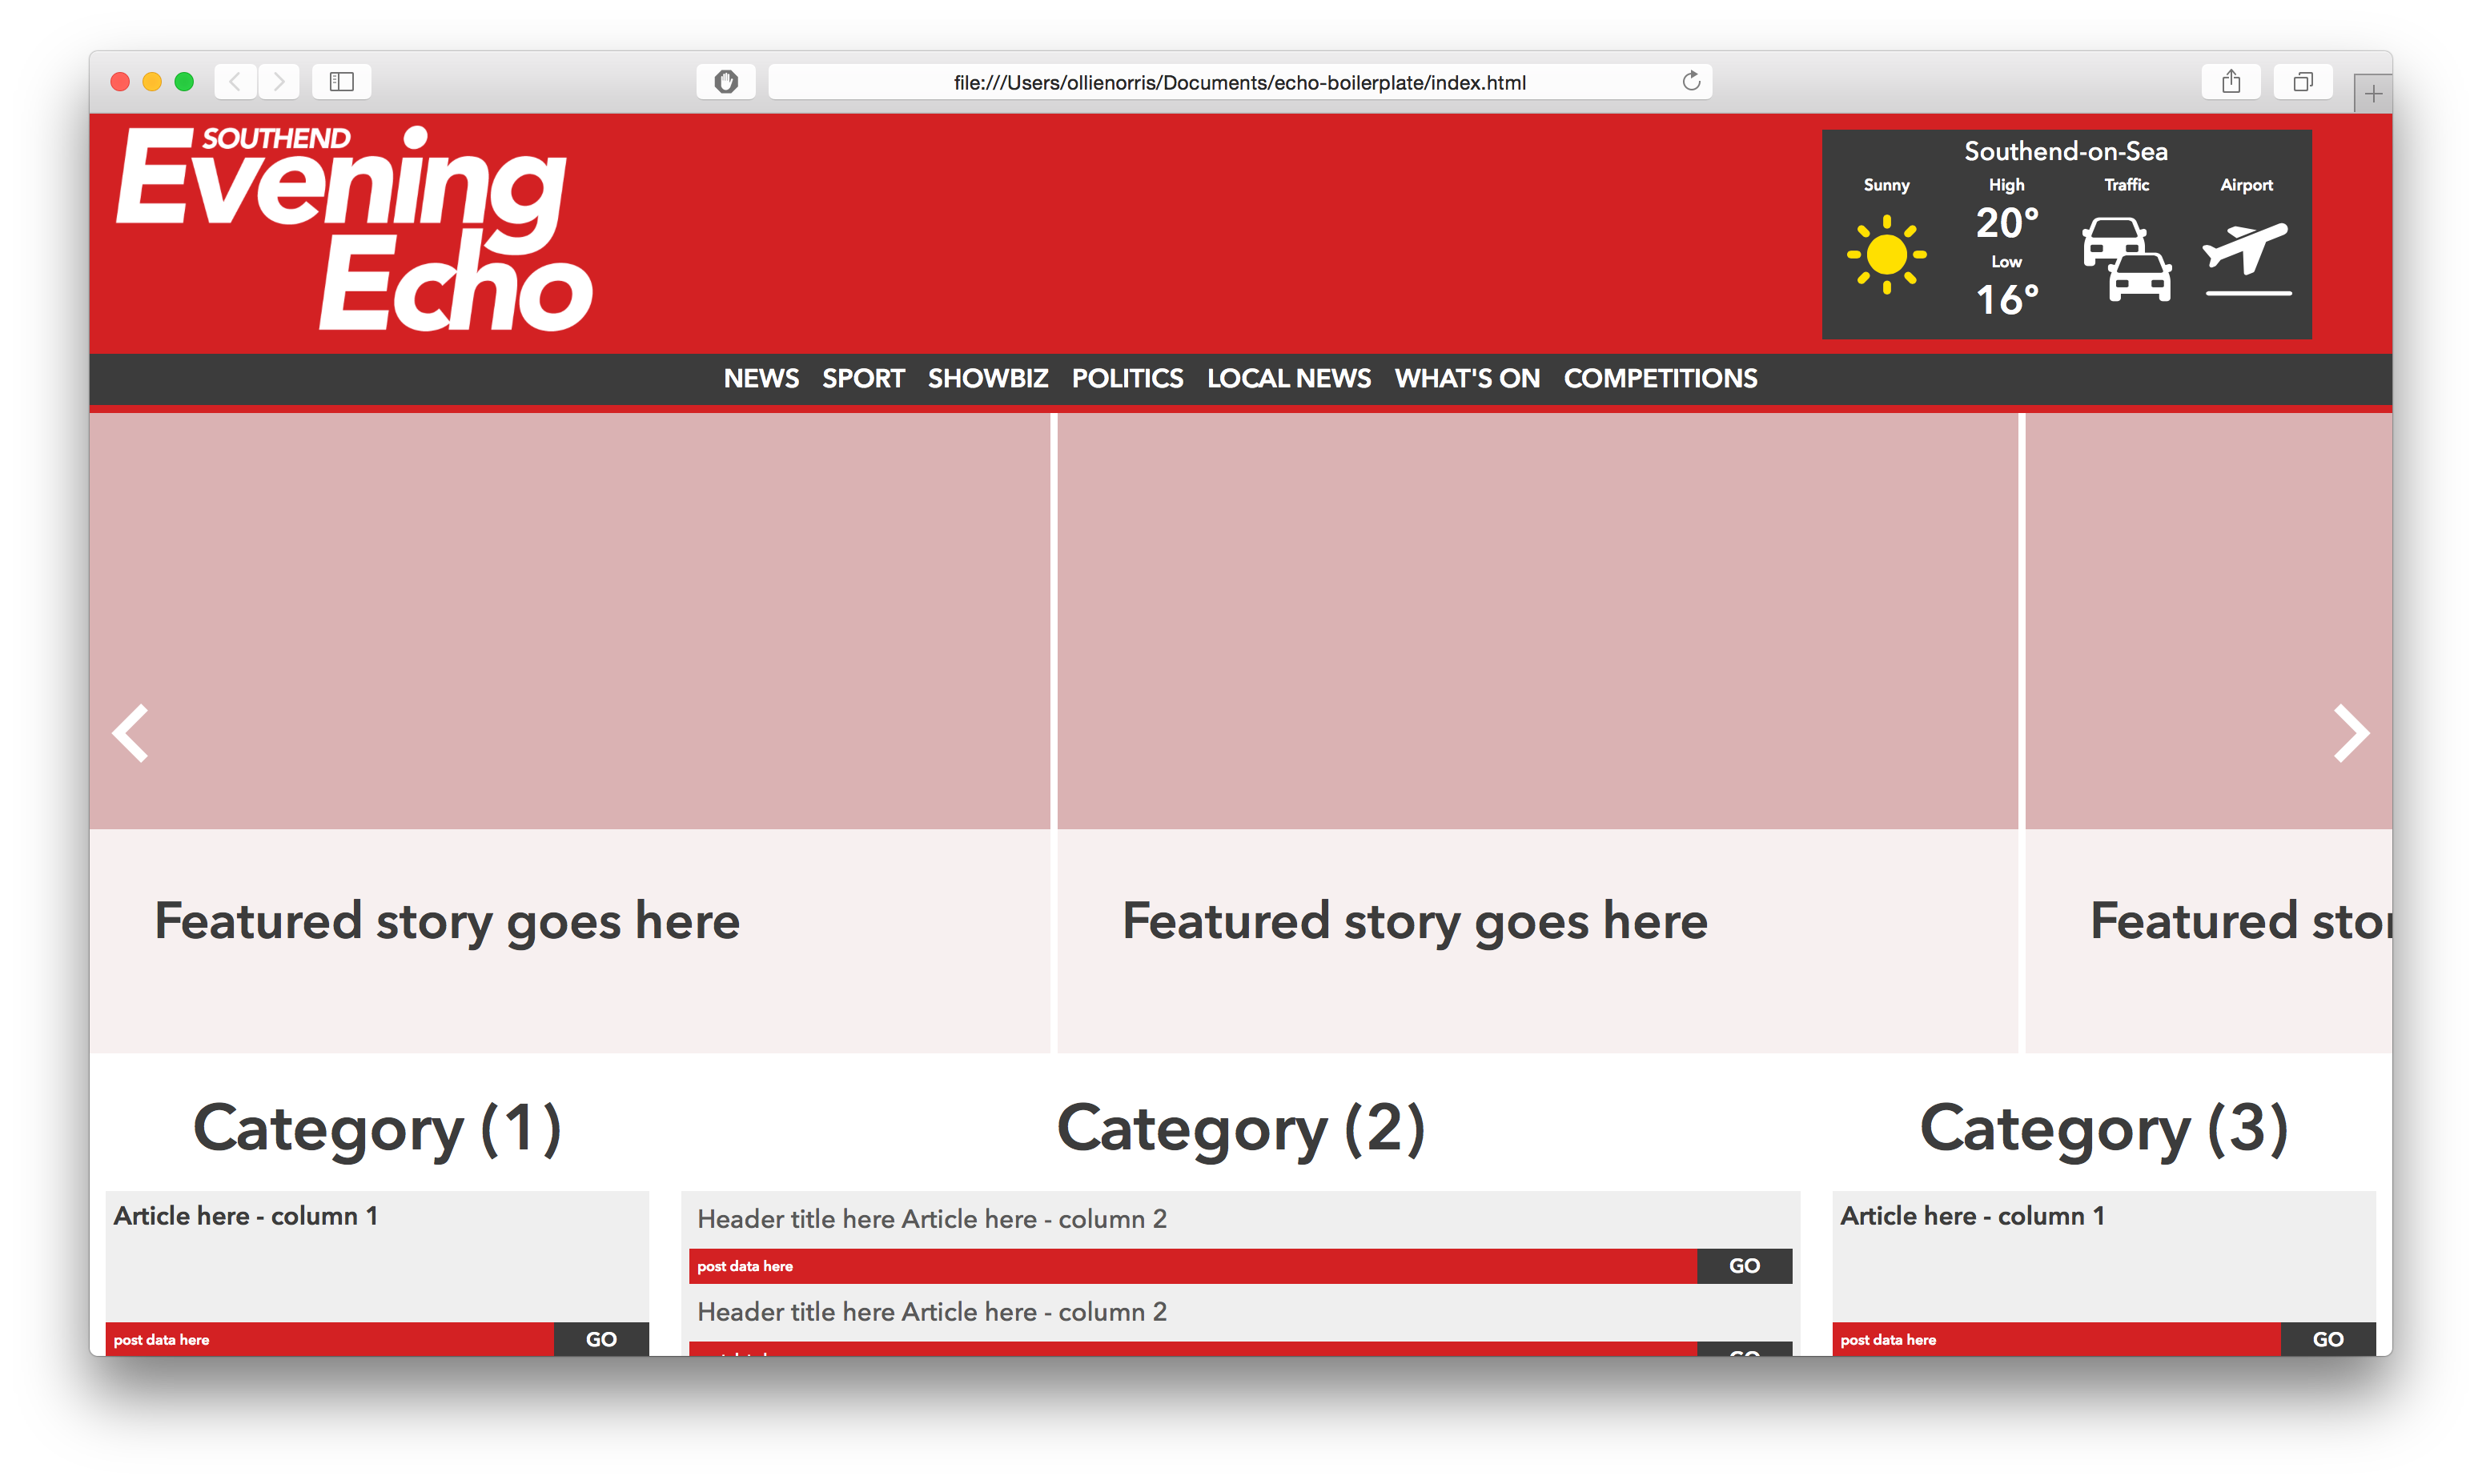 file:///Users/ollienorris/Documents/echo-boilerplate/index.html
SOUTHEND
Evening
Echo
Southend-on-Sea
Sunny
High
20°
Low
16°
Traffic
Airport
NEWS SPORT SHOWBIZ POLITICS LOCAL NEWS WHAT'S ON COMPETITIONS
Featured story goes here
Featured story goes here
Featured stor
Category (1)
Category (2)
Category (3)
Article here - column 1
post data here GO
Header title here Article here - column 2
post data here GO
Header title here Article here - column 2
Article here - column 1
post data here GO